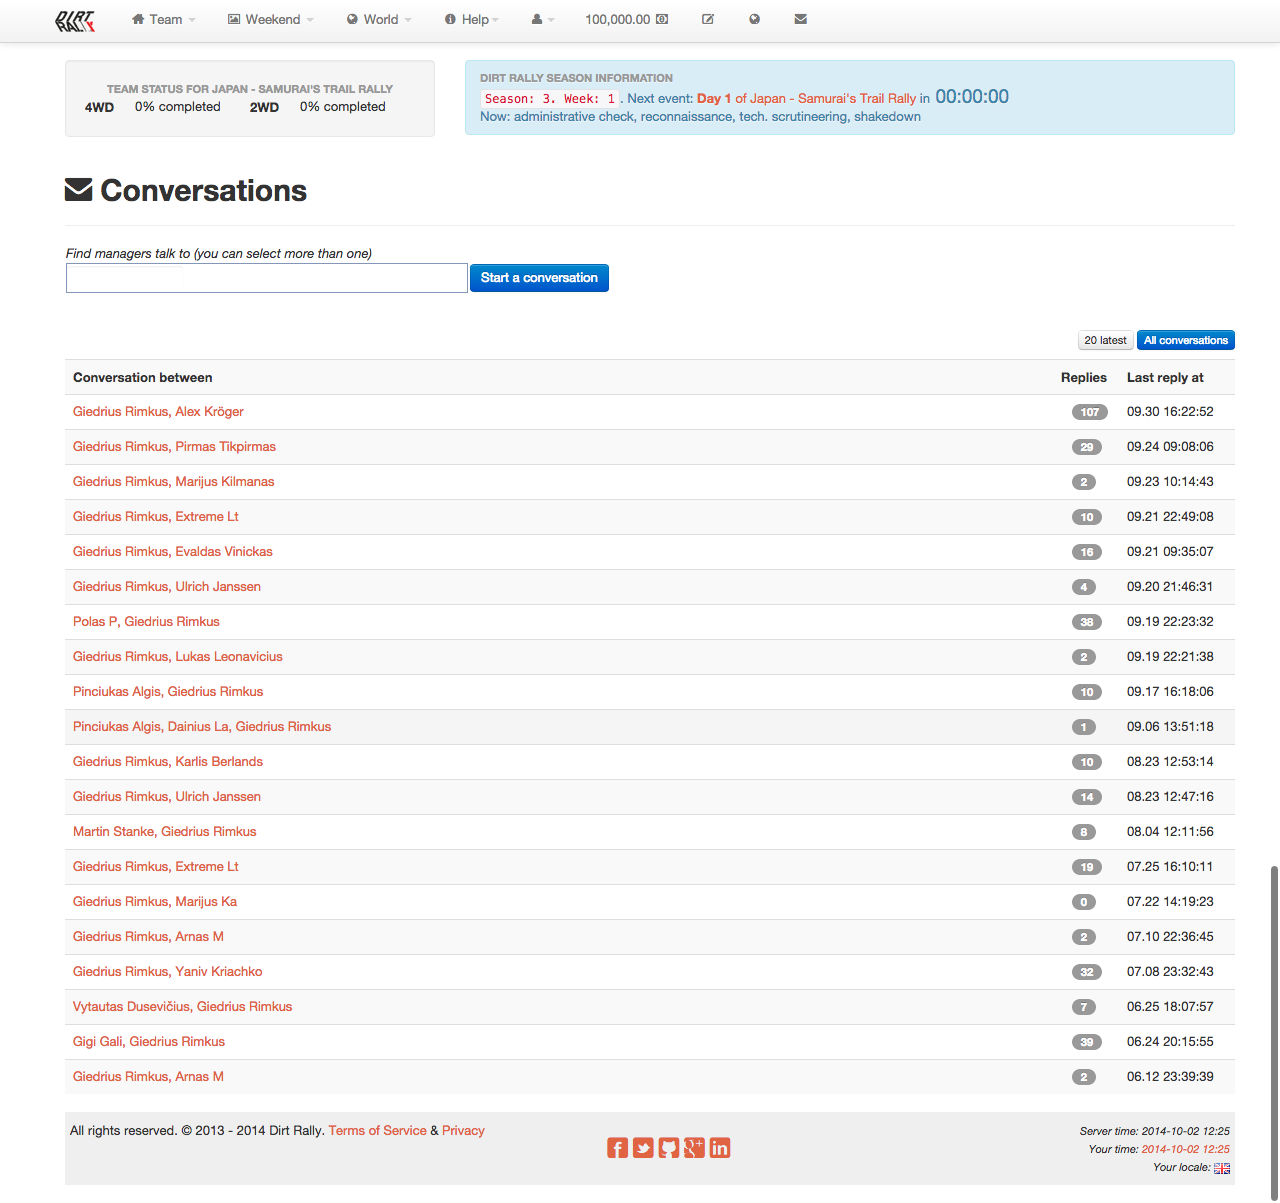 DIRT RALLY Team Weekend World Help 100,000.00
TEAM STATUS FOR JAPAN - SAMURAI'S TRAIL RALLY
4WD 0% completed 2WD 0% completed
DIRT RALLY SEASON INFORMATION
Season: 3. Week: 1. Next event: Day 1 of Japan - Samurai's Trail Rally in 00:00:00
Now: administrative check, reconnaissance, tech. scrutineering, shakedown
Conversations
Find managers talk to (you can select more than one)
Start a conversation
20 latest All conversations
Conversation between Replies Last reply at
Giedrius Rimkus, Alex Kröger 107 09.30 16:22:52
Giedrius Rimkus, Pirmas Tikpirmas 29 09.24 09:08:06
Giedrius Rimkus, Marijus Kilmanas 2 09.23 10:14:43
Giedrius Rimkus, Extreme Lt 10 09.21 22:49:08
Giedrius Rimkus, Evaldas Vinickas 16 09.21 09:35:07
Giedrius Rimkus, Ulrich Janssen 4 09.20 21:46:31
Polas P, Giedrius Rimkus 38 09.19 22:23:32
Giedrius Rimkus, Lukas Leonavicius 2 09.19 22:21:38
Pinciukas Algis, Giedrius Rimkus 10 09.17 16:18:06
Pinciukas Algis, Dainius La, Giedrius Rimkus 1 09.06 13:51:18
Giedrius Rimkus, Karlis Berlands 10 08.23 12:53:14
Giedrius Rimkus, Ulrich Janssen 14 08.23 12:47:16
Martin Stanke, Giedrius Rimkus 8 08.04 12:11:56
Giedrius Rimkus, Extreme Lt 19 07.25 16:10:11
Giedrius Rimkus, Marijus Ka 0 07.22 14:19:23
Giedrius Rimkus, Arnas M 2 07.10 22:36:45
Giedrius Rimkus, Yaniv Kriachko 32 07.08 23:32:43
Vytautas Dusevičius, Giedrius Rimkus 7 06.25 18:07:57
Gigi Gali, Giedrius Rimkus 39 06.24 20:15:55
Giedrius Rimkus, Arnas M 2 06.12 23:39:39
All rights reserved. © 2013 - 2014 Dirt Rally. Terms of Service & Privacy
Server time: 2014-10-02 12:25
Your time: 2014-10-02 12:25
Your locale: